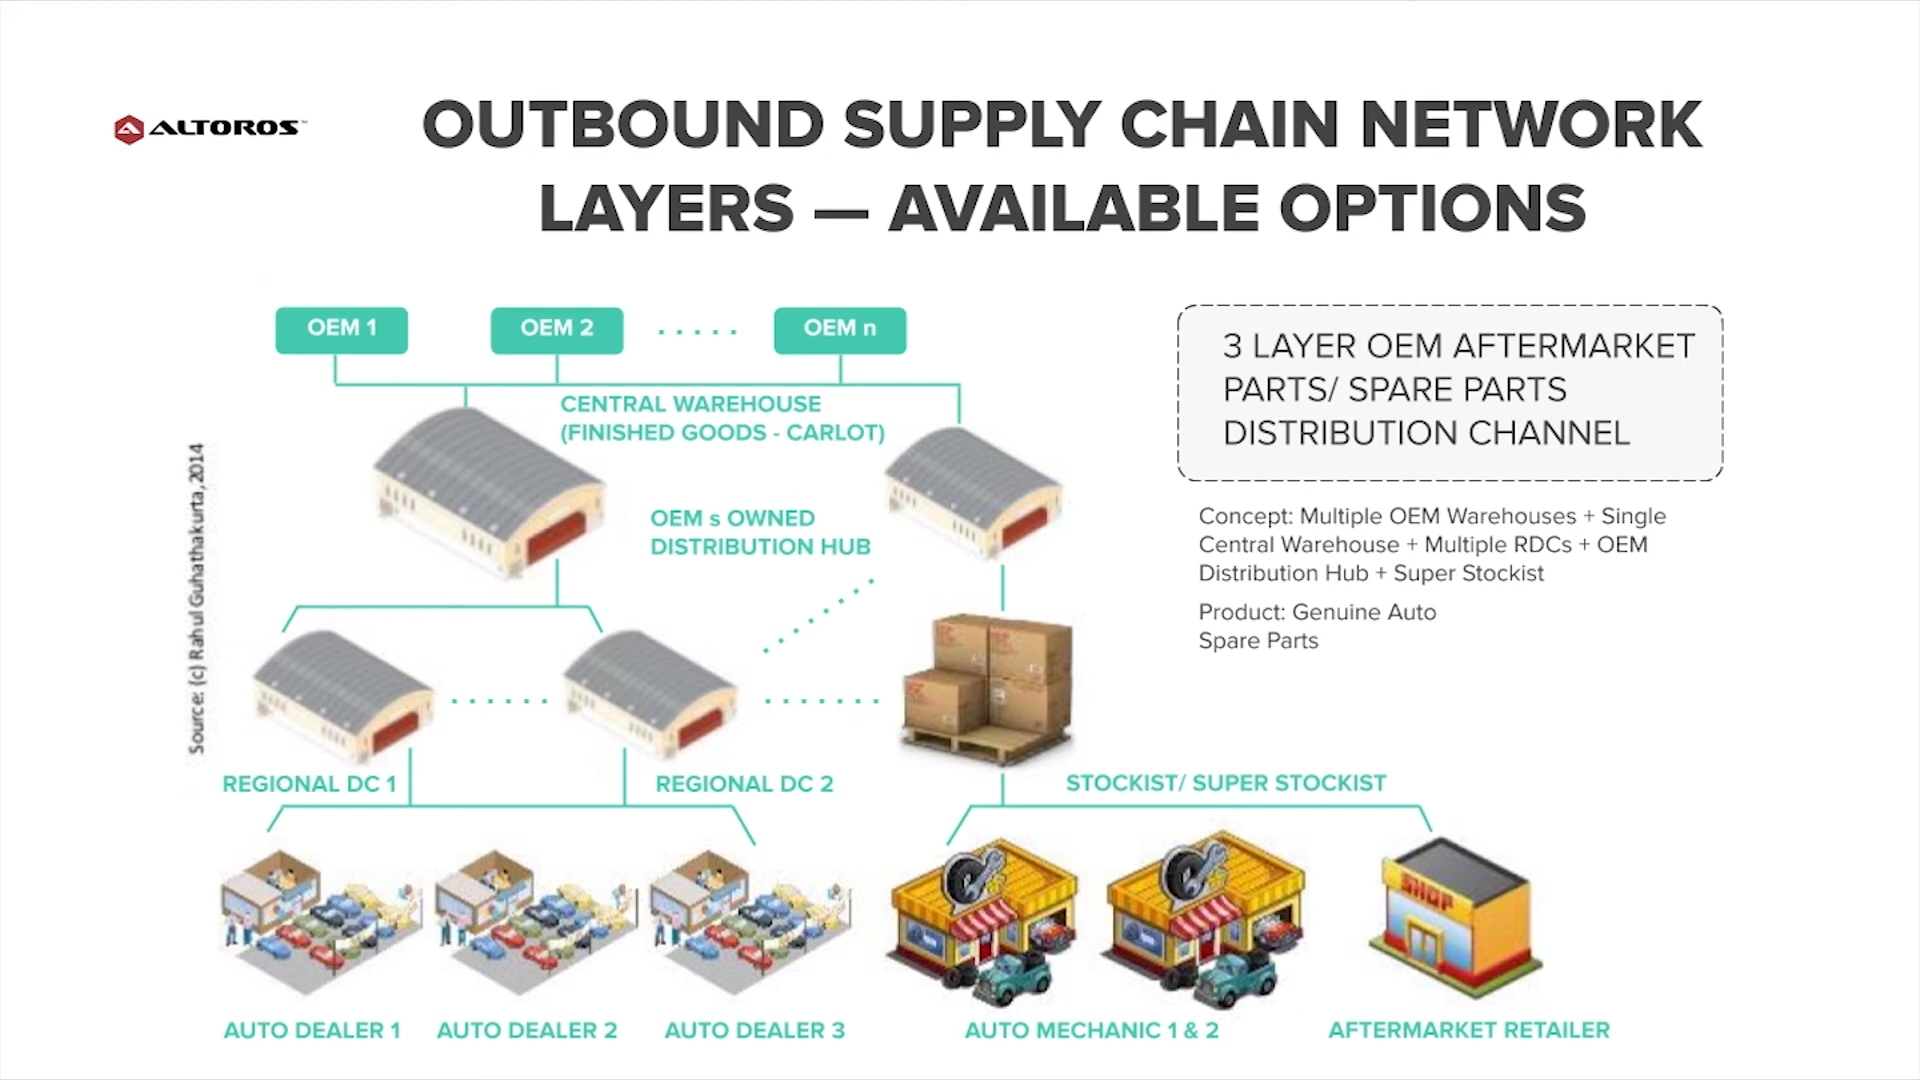 ALTOROS™
OUTBOUND SUPPLY CHAIN NETWORK
LAYERS — AVAILABLE OPTIONS
OEM 1
OEM 2
OEM n
CENTRAL WAREHOUSE
(FINISHED GOODS - CARLOT)
OEM s OWNED
DISTRIBUTION HUB
3 LAYER OEM AFTERMARKET
PARTS/ SPARE PARTS
DISTRIBUTION CHANNEL
Concept: Multiple OEM Warehouses + Single
Central Warehouse + Multiple RDCs + OEM
Distribution Hub + Super Stockist
Product: Genuine Auto
Spare Parts
Source: (c) Rahul Guhathakurta,2014
REGIONAL DC 1
REGIONAL DC 2
STOCKIST/ SUPER STOCKIST
SHOP
AUTO DEALER 1
AUTO DEALER 2
AUTO DEALER 3
AUTO MECHANIC 1 & 2
AFTERMARKET RETAILER